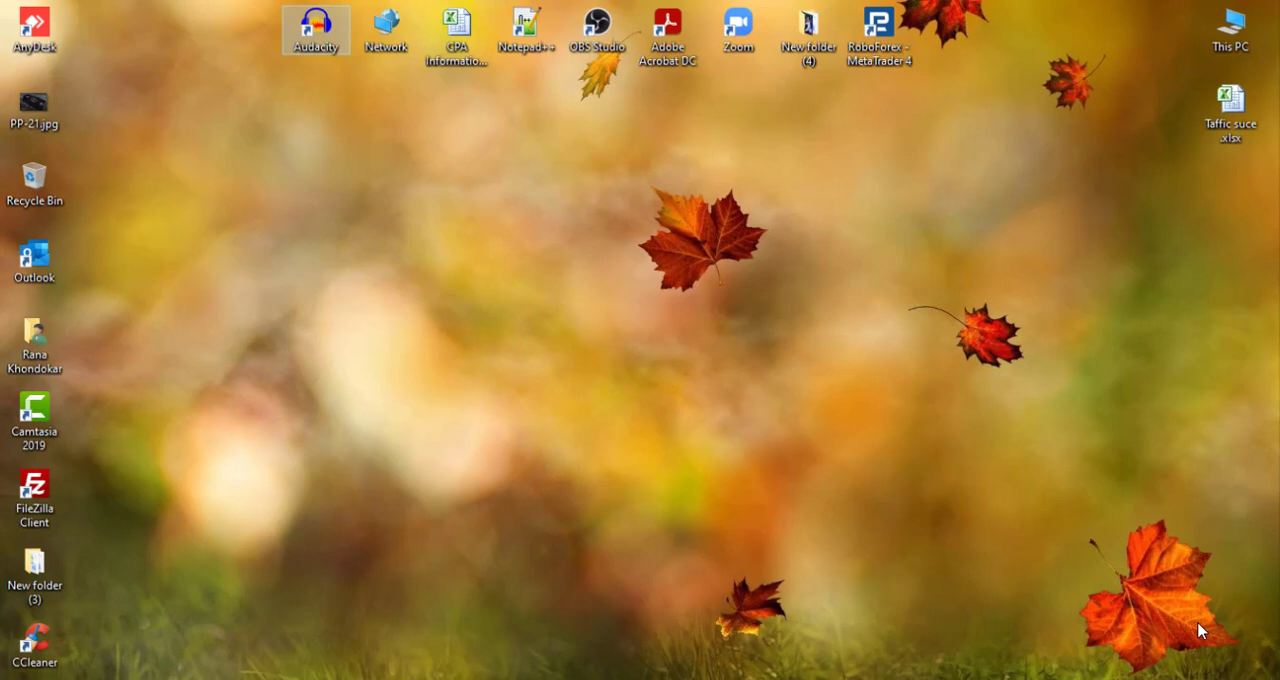 AnyDesk
Audacity
Network
CPA
Informatio...
Notepad++
OBS Studio
Adobe
Acrobat DC
Zoom
New folder
(4)
RoboForex -
MetaTrader 4
This PC
PP-21.jpg
Taffic suce
.xlsx
Recycle Bin
Outlook
Rana
Khondokar
Camtasia
2019
FileZilla
Client
New folder
(3)
CCleaner